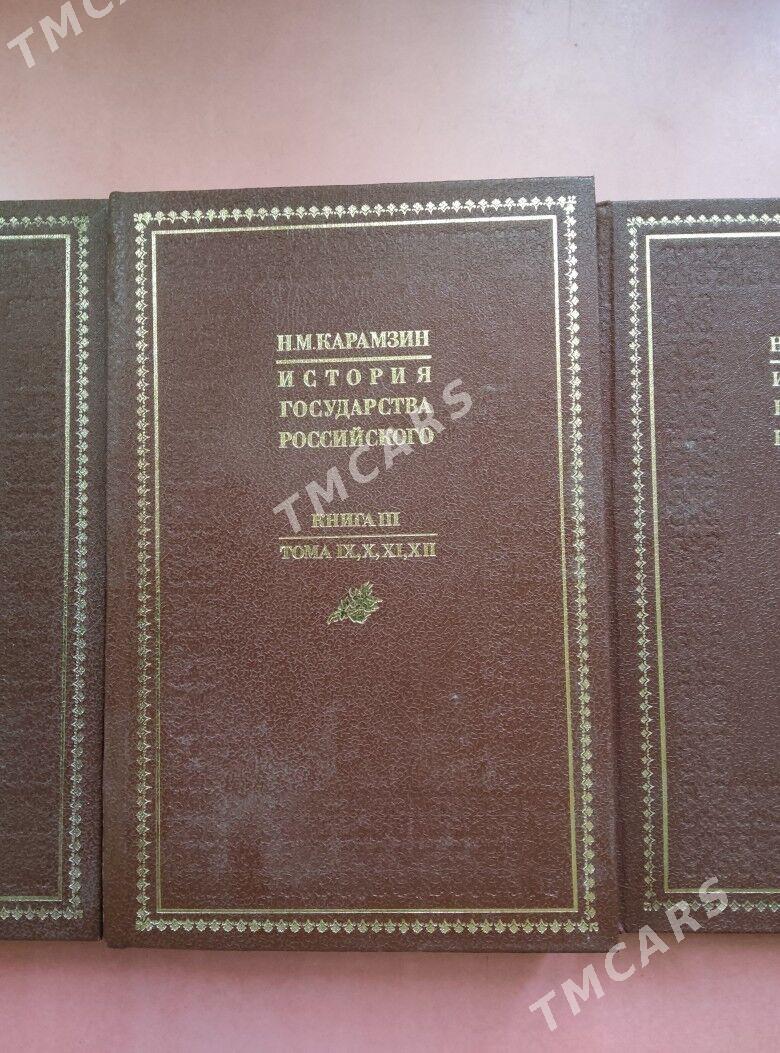 TMCARS
Н.М.КАРАМЗИН
ИСТОРИЯ
ГОСУДАРСТВА
РОССИЙСКОГО
TMCARS
КНИГА III
ТОМА IX,X,XI,XII
TMCARS